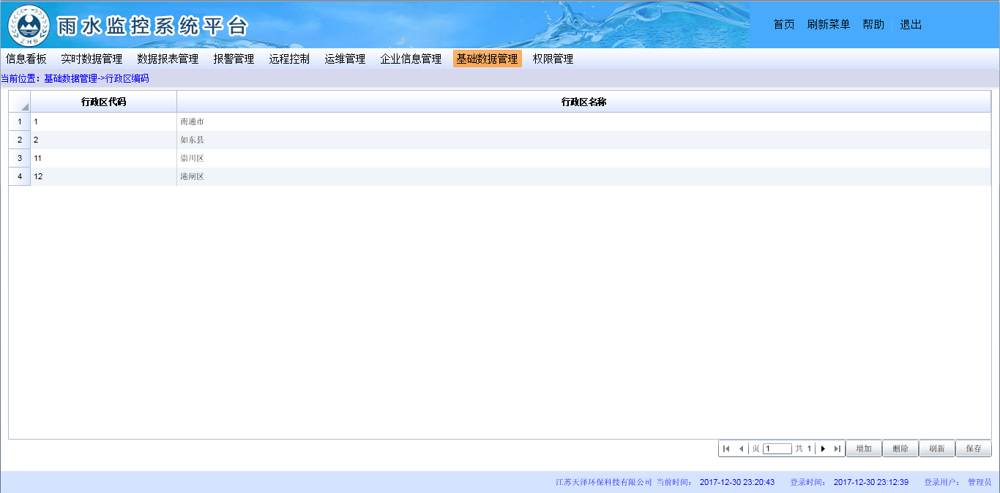 ZHB
雨水监控系统平台
首页 刷新菜单 帮助 退出
信息看板 实时数据管理 数据报表管理 报警管理 远程控制 运维管理 企业信息管理 基础数据管理 权限管理
当前位置：基础数据管理->行政区编码
行政区代码 行政区名称
1 1 南通市
2 2 如东县
3 11 崇川区
4 12 港闸区
页 1 共 1 增加 删除 刷新 保存
江苏天泽环保科技有限公司 当前时间： 2017-12-30 23:20:43 登录时间： 2017-12-30 23:12:39 登录用户： 管理员